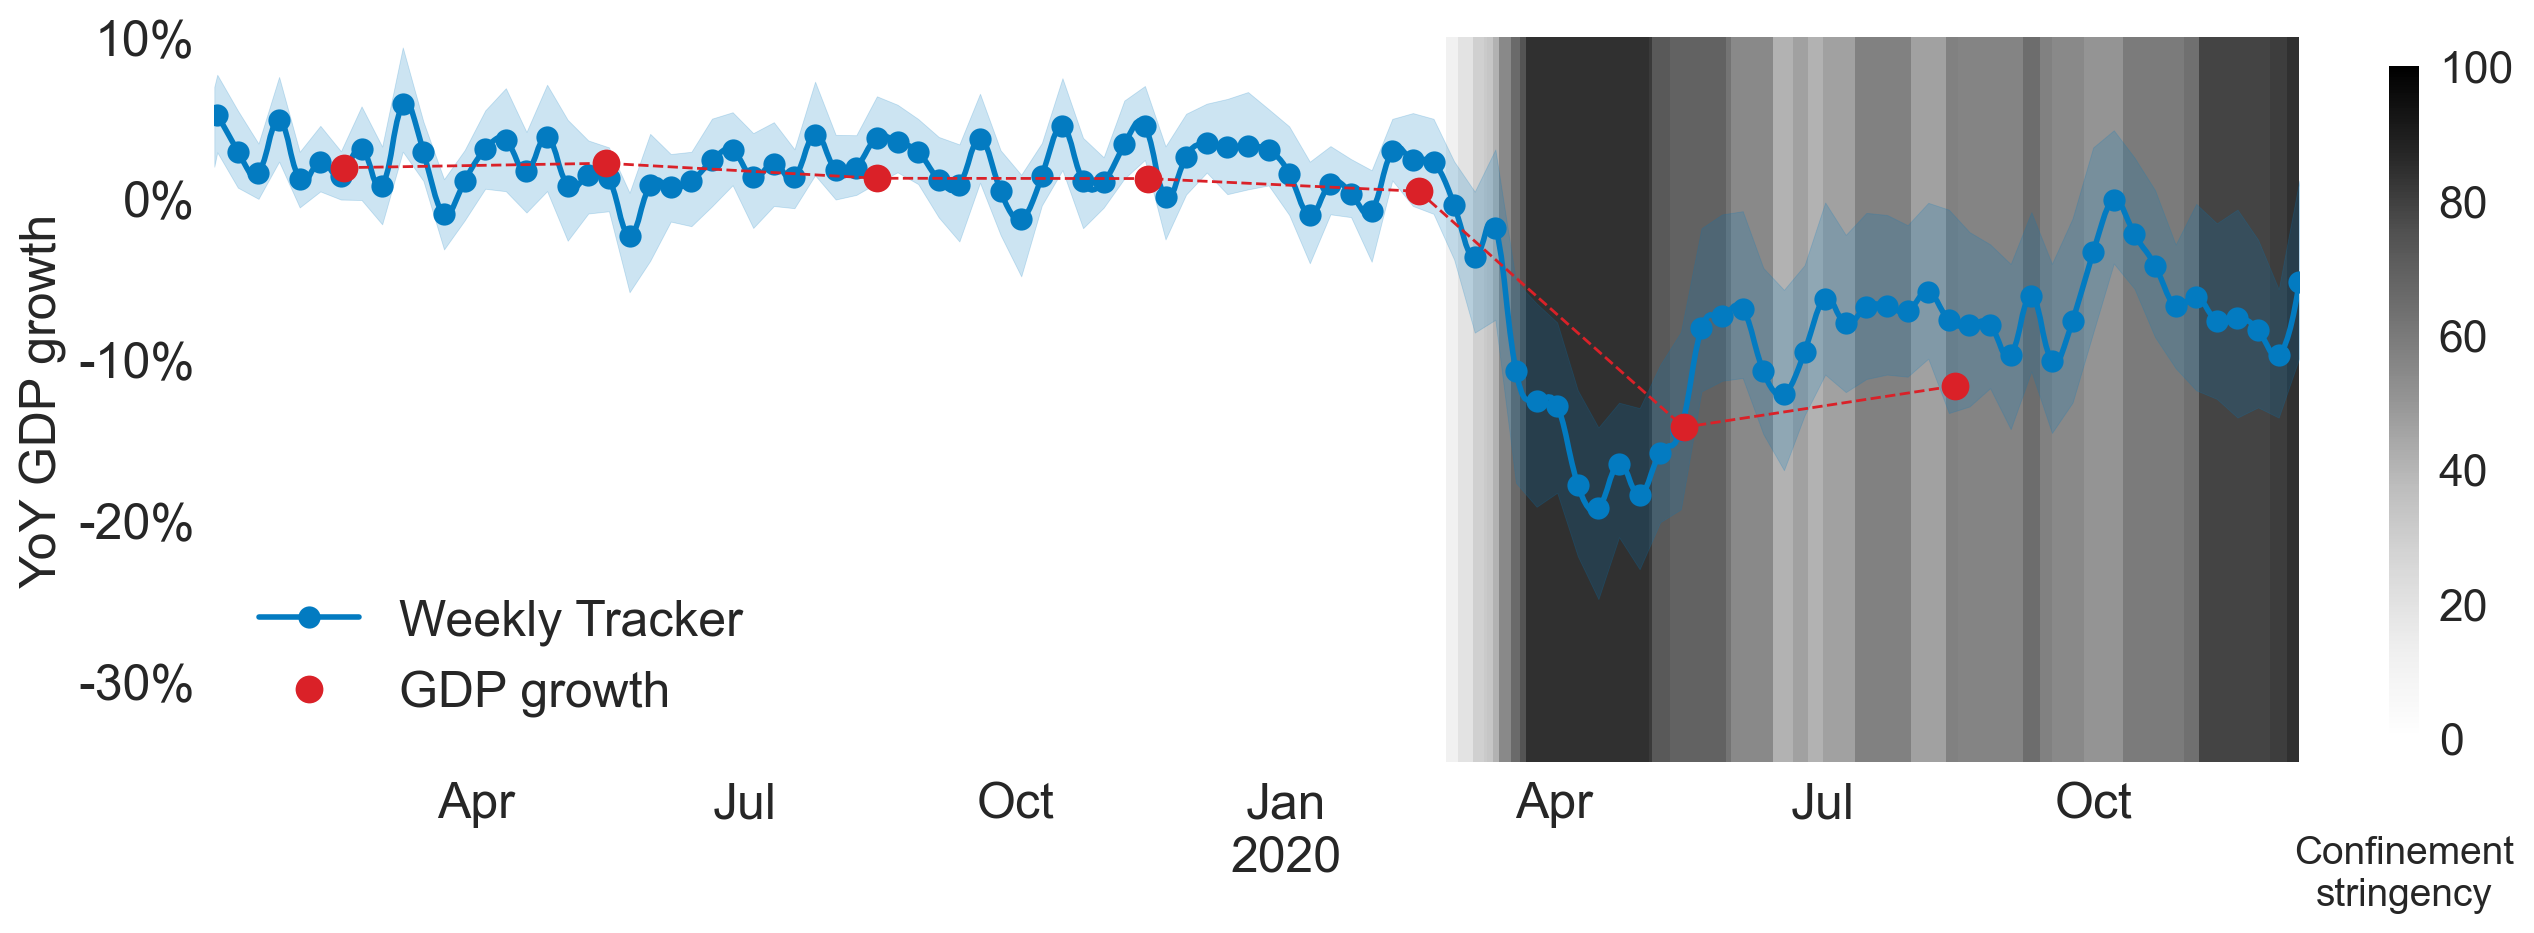 10%
0%
-10%
-20%
-30%
YoY GDP growth
Weekly Tracker
GDP growth
Apr
Jul
Oct
Jan
2020
Apr
Jul
Oct
100
80
60
40
20
0
Confinement
stringency